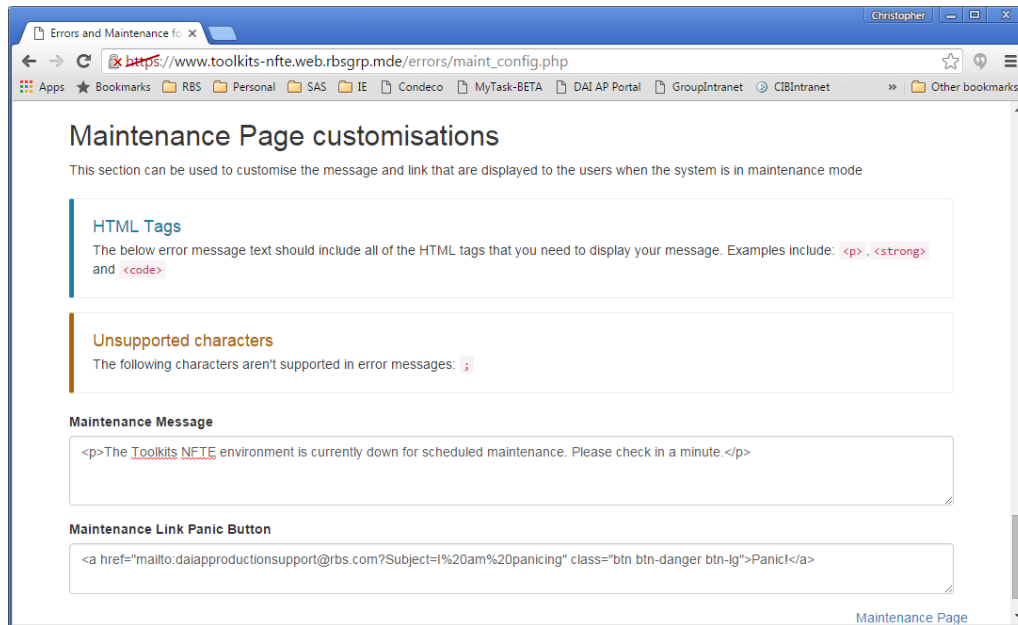 Christopher
Errors and Maintenance fo
https://www.toolkits-nfte.web.rbsgrp.mde/errors/maint_config.php
Apps Bookmarks RBS Personal SAS IE Condeco MyTask-BETA DAI AP Portal GroupIntranet CIBIntranet » Other bookmarks
Maintenance Page customisations
This section can be used to customise the message and link that are displayed to the users when the system is in maintenance mode
HTML Tags
The below error message text should include all of the HTML tags that you need to display your message. Examples include: <p> , <strong>
and <code>
Unsupported characters
The following characters aren't supported in error messages: ;
Maintenance Message
<p>The Toolkits NFTE environment is currently down for scheduled maintenance. Please check in a minute.</p>
Maintenance Link Panic Button
<a href="mailto:daiapproductionsupport@rbs.com?Subject=I%20am%20panicing" class="btn btn-danger btn-lg">Panic!</a>
Maintenance Page